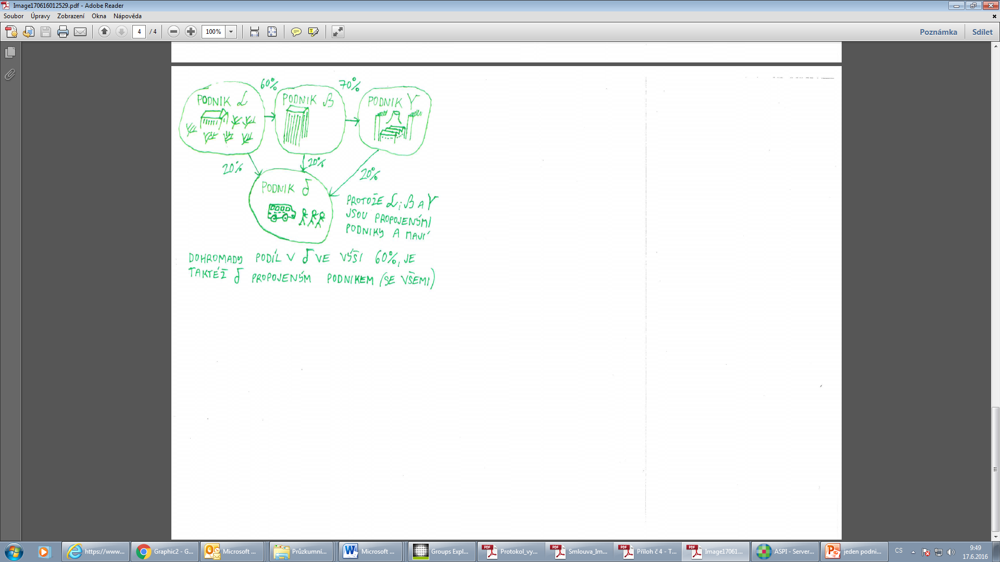 Image170616012529.pdf - Adobe Reader
Soubor Úpravy Zobrazení Okna Nápověda
4 / 4 100% Poznámka Sdílet
60% 70%
PODNIK α PODNIK β PODNIK γ
20% 20% 20%
PODNIK δ
PROTOŽE α, β A γ
JSOU PROPOJENÝMI
PODNIKY A MAJÍ
DOHROMADY PODÍL V δ VE VÝŠI 60%, JE
TAKTÉŽ δ PROPOJENÝM PODNIKEM (SE VŠEMI)
https://www... Graphic2 - G... Microsoft ... Průzkumní... Microsoft ... Groups Expl... Protokol_vy... Smlouva_Im... Příloh č 4 - T... Image17061... ASPI - Server... jeden podni... CS 9:49
17.6.2016